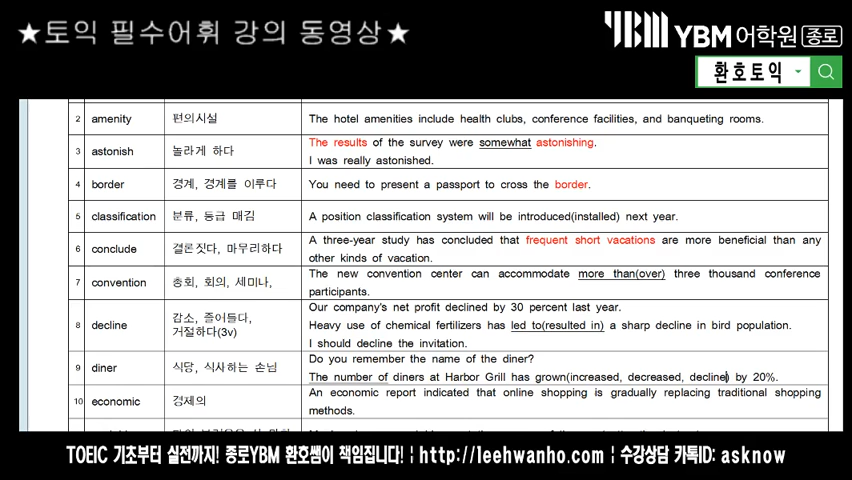 ★토익 필수어휘 강의 동영상★
YBM YBM어학원 종로
환호토익
2 amenity 편의시설 The hotel amenities include health clubs, conference facilities, and banqueting rooms.
3 astonish 놀라게 하다 The results of the survey were somewhat astonishing.
I was really astonished.
4 border 경계, 경계를 이루다 You need to present a passport to cross the border.
5 classification 분류, 등급 매김 A position classification system will be introduced(installed) next year.
6 conclude 결론짓다, 마무리하다 A three-year study has concluded that frequent short vacations are more beneficial than any
other kinds of vacation.
7 convention 총회, 회의, 세미나, The new convention center can accommodate more than(over) three thousand conference
participants.
8 decline 감소, 줄어들다, Our company's net profit declined by 30 percent last year.
거절하다(3v) Heavy use of chemical fertilizers has led to(resulted in) a sharp decline in bird population.
I should decline the invitation.
9 diner 식당, 식사하는 손님 Do you remember the name of the diner?
The number of diners at Harbor Grill has grown(increased, decreased, decline) by 20%.
10 economic 경제의 An economic report indicated that online shopping is gradually replacing traditional shopping
methods.
TOEIC 기초부터 실전까지! 종로YBM 환호쌤이 책임집니다! ¦ http://leehwanho.com ¦ 수강상담 카톡ID: asknow